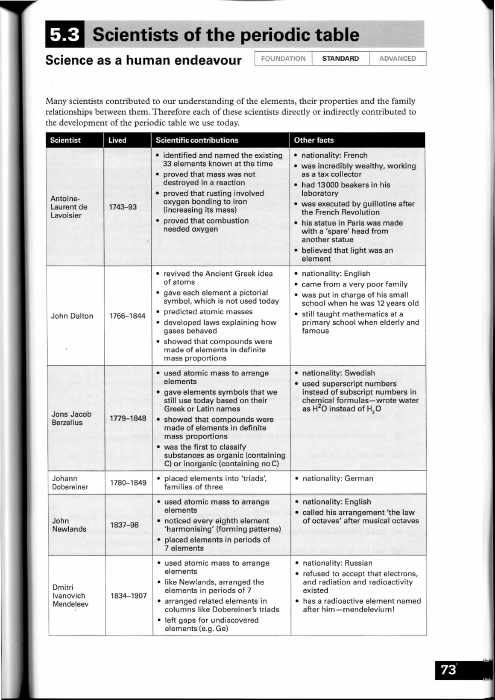 5.3 Scientists of the periodic table
Science as a human endeavour
FOUNDATION STANDARD ADVANCED
Many scientists contributed to our understanding of the elements, their properties and the family
relationships between them. Therefore each of these scientists directly or indirectly contributed to
the development of the periodic table we use today.
Scientist Lived Scientific contributions Other facts
Antoine-
Laurent de
Lavoisier
1743–93
• identified and named the existing
33 elements known at the time
• proved that mass was not
destroyed in a reaction
• proved that rusting involved
oxygen bonding to iron
(increasing its mass)
• proved that combustion
needed oxygen
• nationality: French
• was incredibly wealthy, working
as a tax collector
• had 13000 beakers in his
laboratory
• was executed by guillotine after
the French Revolution
• his statue in Paris was made
with a 'spare' head from
another statue
• believed that light was an
element
John Dalton
1766–1844
• revived the Ancient Greek idea
of atoms
• gave each element a pictorial
symbol, which is not used today
• predicted atomic masses
• developed laws explaining how
gases behaved
• showed that compounds were
made of elements in definite
mass proportions
• nationality: English
• came from a very poor family
• was put in charge of his small
school when he was 12 years old
• still taught mathematics at a
primary school when elderly and
famous
Jons Jacob
Berzelius
1779–1848
• used atomic mass to arrange
elements
• gave elements symbols that we
still use today based on their
Greek or Latin names
• showed that compounds were
made of elements in definite
mass proportions
• was the first to classify
substances as organic (containing
C) or inorganic (containing no C)
• nationality: Swedish
• used superscript numbers
instead of subscript numbers in
chemical formulas—wrote water
as H²O instead of H₂O
Johann
Dobereiner
1780–1849
• placed elements into 'triads',
families of three
• nationality: German
John
Newlands
1837–98
• used atomic mass to arrange
elements
• noticed every eighth element
'harmonising' (forming patterns)
• placed elements in periods of
7 elements
• nationality: English
• called his arrangement 'the law
of octaves' after musical octaves
Dmitri
Ivanovich
Mendeleev
1834–1907
• used atomic mass to arrange
elements
• like Newlands, arranged the
elements in periods of 7
• arranged related elements in
columns like Dobereiner's triads
• left gaps for undiscovered
elements (e.g. Ge)
• nationality: Russian
• refused to accept that electrons,
and radiation and radioactivity
existed
• has a radioactive element named
after him—mendelevium!
73